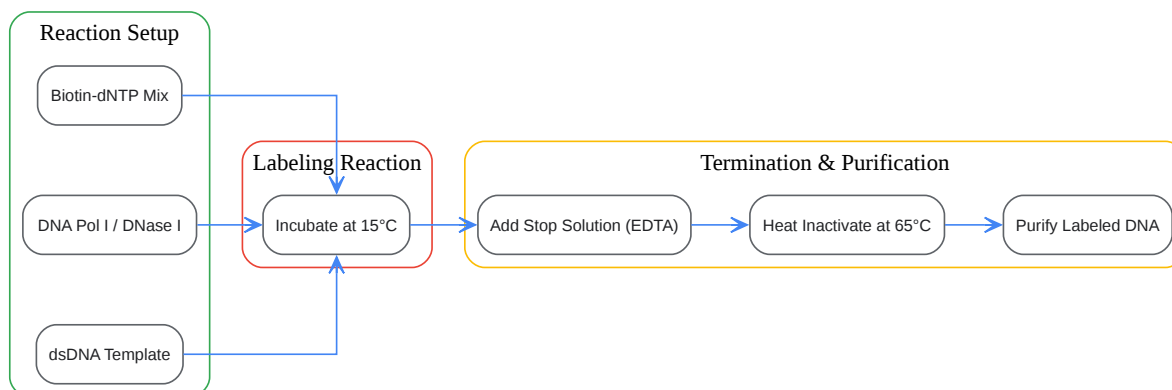 Reaction Setup
Biotin-dNTP Mix
DNA Pol I / DNase I
dsDNA Template
Labeling Reaction
Incubate at 15°C
Termination & Purification
Add Stop Solution (EDTA)
Heat Inactivate at 65°C
Purify Labeled DNA